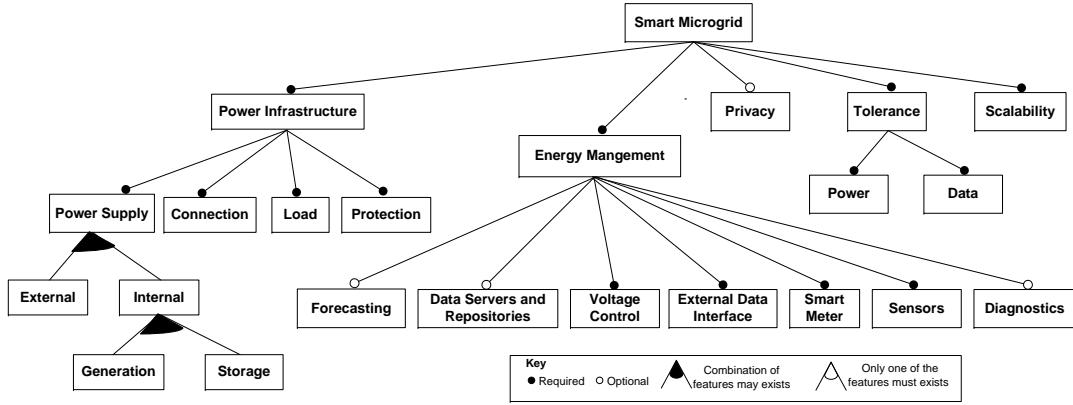 Smart Microgrid
Power Infrastructure
Privacy
Tolerance
Scalability
Energy Mangement
Power
Data
Power Supply
Connection
Load
Protection
External
Internal
Forecasting
Data Servers and
Repositories
Voltage
Control
External Data
Interface
Smart
Meter
Sensors
Diagnostics
Generation
Storage
Key
Required
Optional
Combination of
features may exists
Only one of the
features must exists